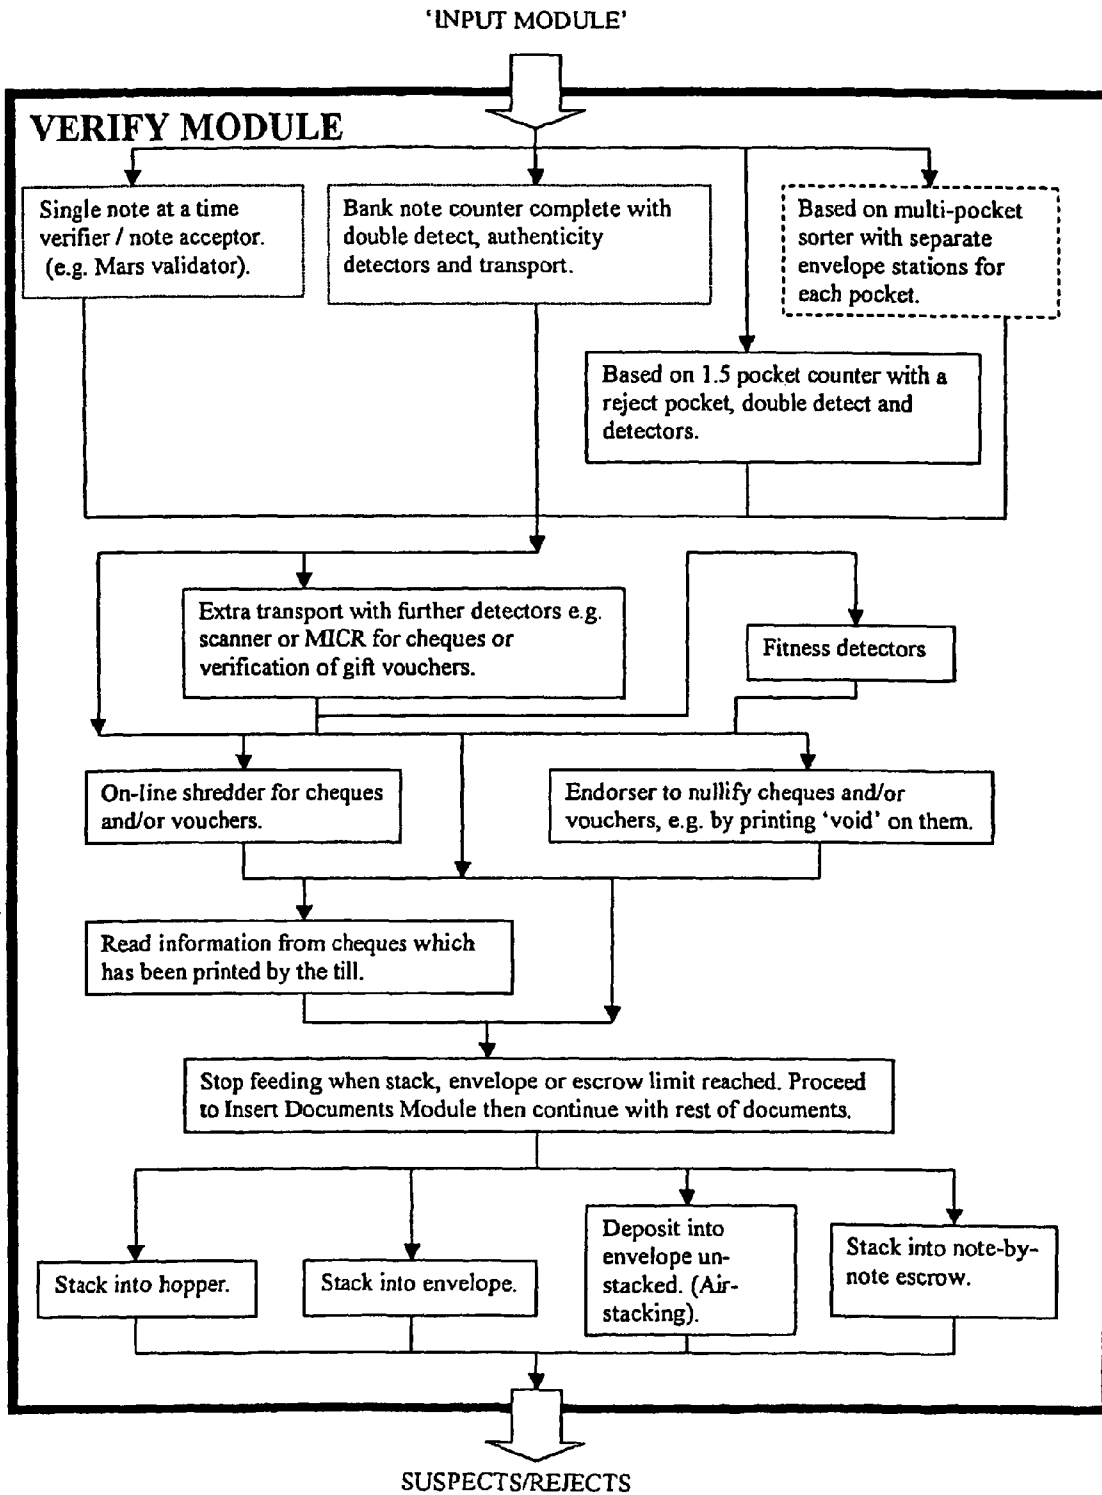 ‘INPUT MODULE’
VERIFY MODULE
Single note at a time
verifier / note acceptor.
(e.g. Mars validator).
Bank note counter complete with
double detect, authenticity
detectors and transport.
Based on multi-pocket
sorter with separate
envelope stations for
each pocket.
Based on 1.5 pocket counter with a
reject pocket, double detect and
detectors.
Extra transport with further detectors e.g.
scanner or MICR for cheques or
verification of gift vouchers.
Fitness detectors
On-line shredder for cheques
and/or vouchers.
Endorser to nullify cheques and/or
vouchers, e.g. by printing ‘void’ on them.
Read information from cheques which
has been printed by the till.
Stop feeding when stack, envelope or escrow limit reached. Proceed
to Insert Documents Module then continue with rest of documents.
Stack into hopper.
Stack into envelope.
Deposit into
envelope un-
stacked. (Air-
stacking).
Stack into note-by-
note escrow.
SUSPECTS/REJECTS